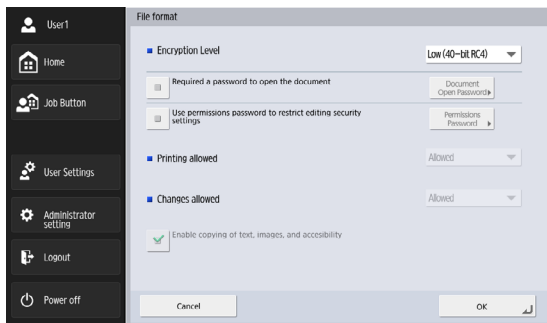 User1
Home
Job Button
User Settings
Administrator
setting
Logout
Power off
File format
Encryption Level
Low (40-bit RC4)
Required a password to open the document
Document
Open Password
Use permissions password to restrict editing security
settings
Permissions
Password
Printing allowed
Allowed
Changes allowed
Allowed
Enable copying of text, images, and accesibility
Cancel
OK